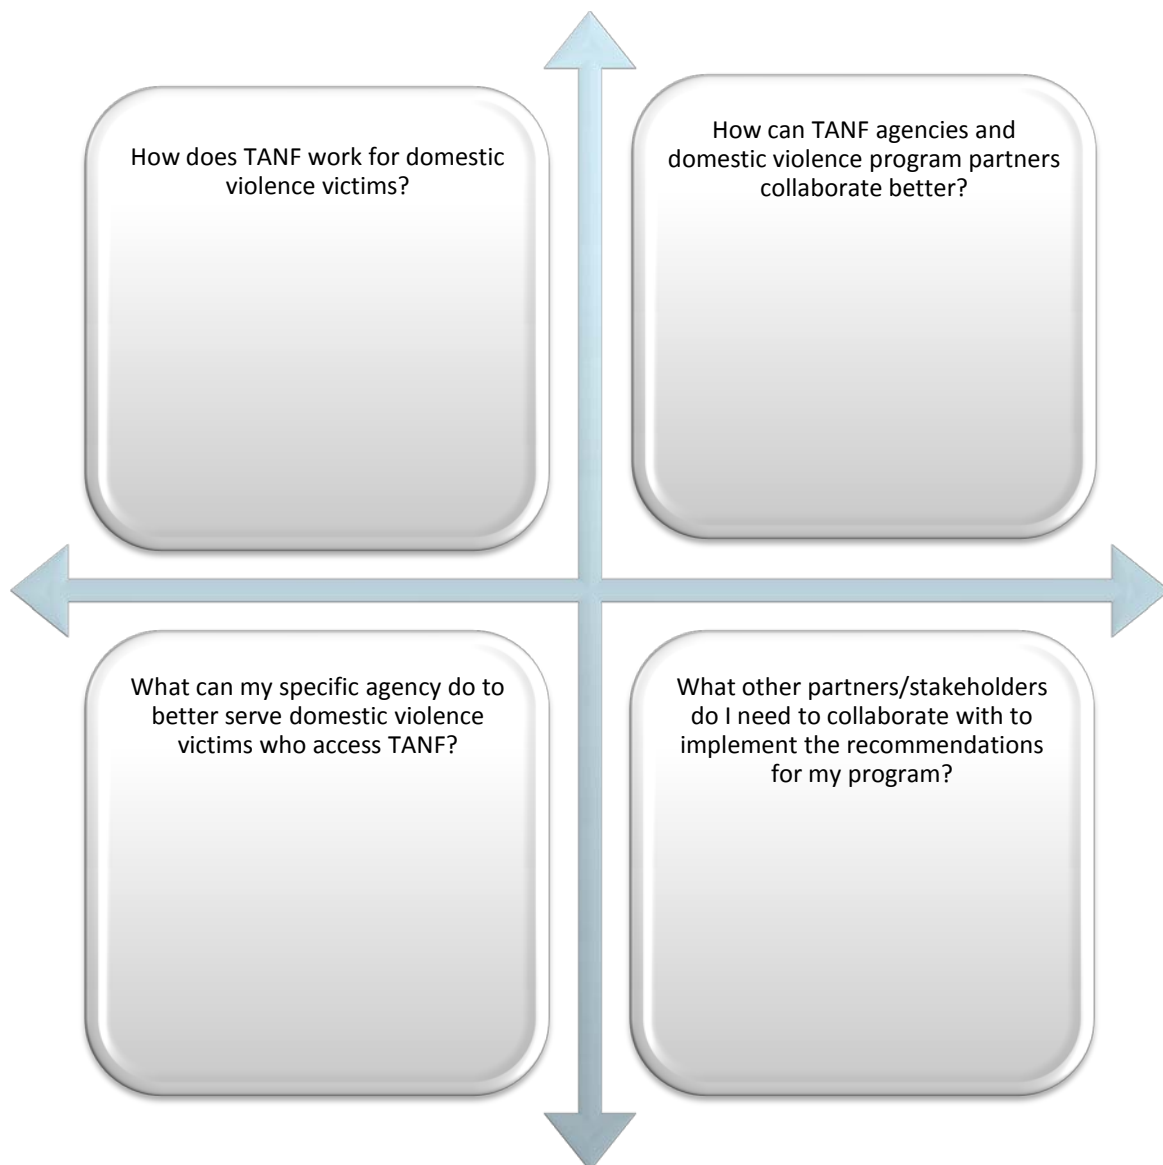 How does TANF work for domestic
violence victims?
How can TANF agencies and
domestic violence program partners
collaborate better?
What can my specific agency do to
better serve domestic violence
victims who access TANF?
What other partners/stakeholders
do I need to collaborate with to
implement the recommendations
for my program?